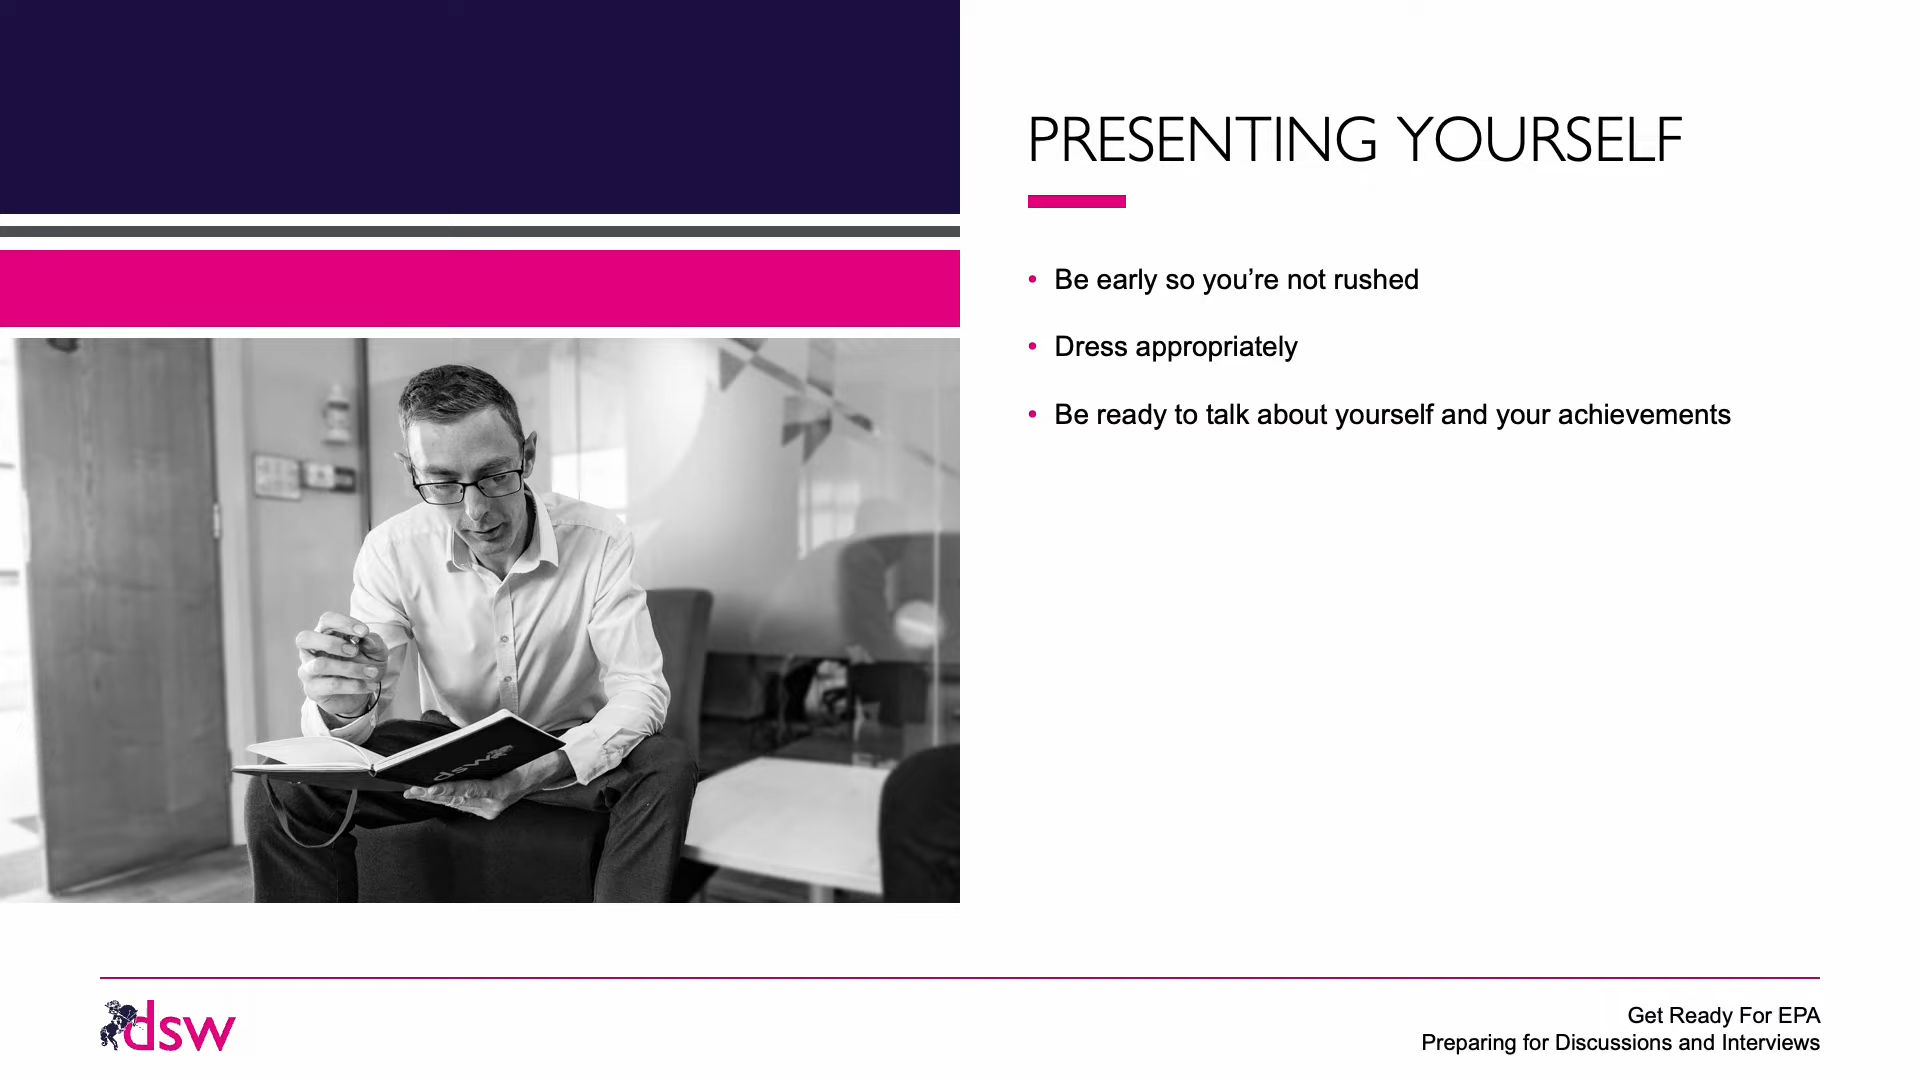 PRESENTING YOURSELF
• Be early so you’re not rushed
• Dress appropriately
• Be ready to talk about yourself and your achievements
dsw
dsw
Get Ready For EPA
Preparing for Discussions and Interviews